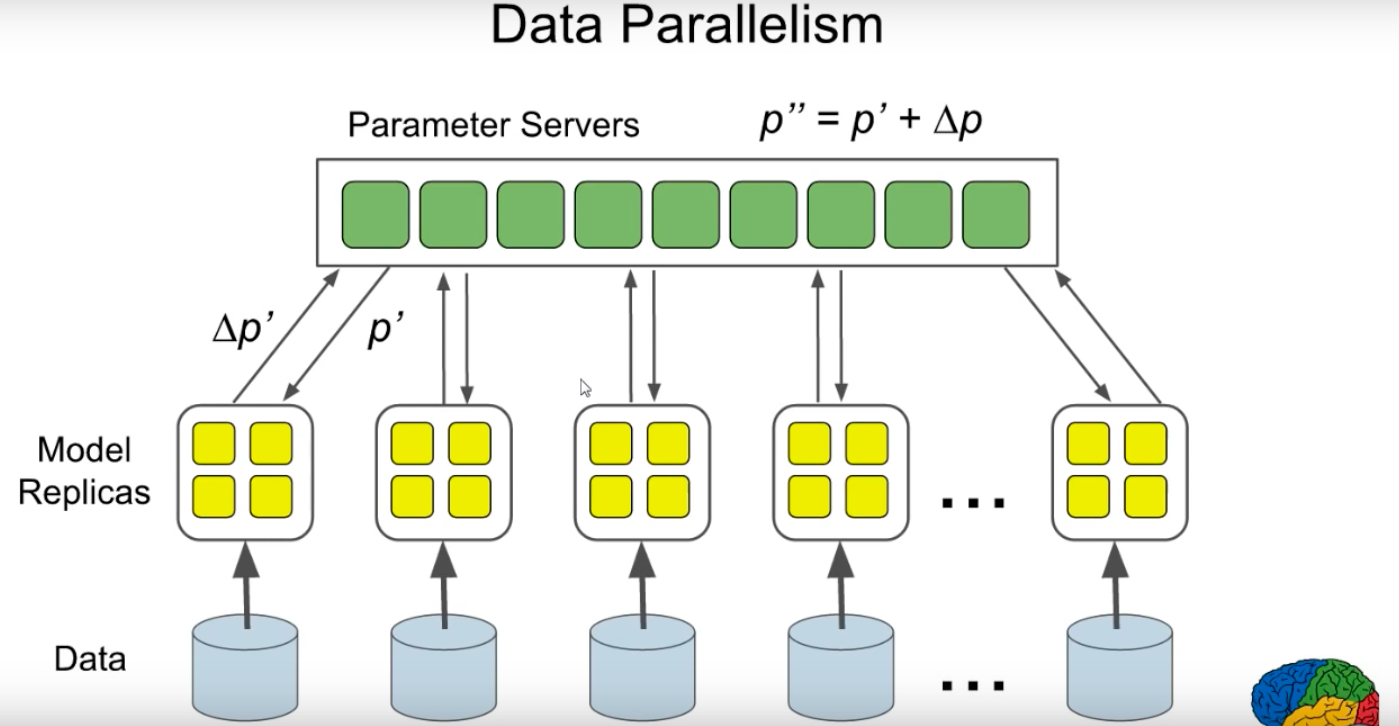 Data Parallelism
Parameter Servers
p’’ = p’ + Δp
Δp’
p’
Model
Replicas
...
Data
...